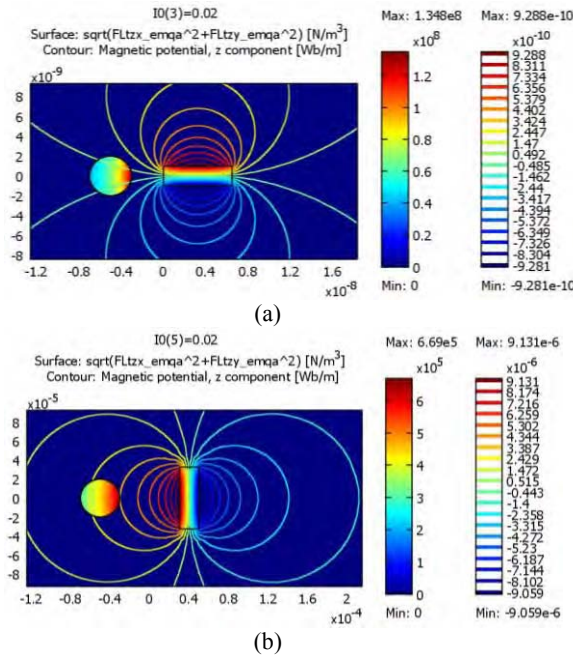 I0(3)=0.02
Surface: sqrt(FLtzx_emqa^2+FLtzy_emqa^2) [N/m³]
Contour: Magnetic potential, z component [Wb/m]
Max: 1.348e8
Max: 9.288e-10
x10⁻⁹
x10⁸
x10⁻¹⁰
8
6
4
2
0
-2
-4
-6
-8
-1.2 -0.8 -0.4 0 0.4 0.8 1.2 1.6
x10⁻⁸
1.2
1
0.8
0.6
0.4
0.2
0
9.288
8.311
7.334
6.356
5.379
4.402
3.424
2.447
1.47
0.492
-0.485
-1.462
-2.44
-3.417
-4.394
-5.372
-6.349
-7.326
-8.304
-9.281
Min: 0
Min: -9.281e-10
(a)
I0(5)=0.02
Surface: sqrt(FLtzx_emqa^2+FLtzy_emqa^2) [N/m³]
Contour: Magnetic potential, z component [Wb/m]
Max: 6.69e5
Max: 9.131e-6
x10⁻⁵
x10⁵
x10⁻⁶
8
6
4
2
0
-2
-4
-6
-8
-1.2 -0.8 -0.4 0 0.4 0.8 1.2 1.6 2
x10⁻⁴
6
5
4
3
2
1
0
9.131
8.174
7.216
6.259
5.302
4.344
3.387
2.429
1.472
0.515
-0.443
-1.4
-2.358
-3.315
-4.272
-5.23
-6.187
-7.144
-8.102
-9.059
Min: 0
Min: -9.059e-6
(b)